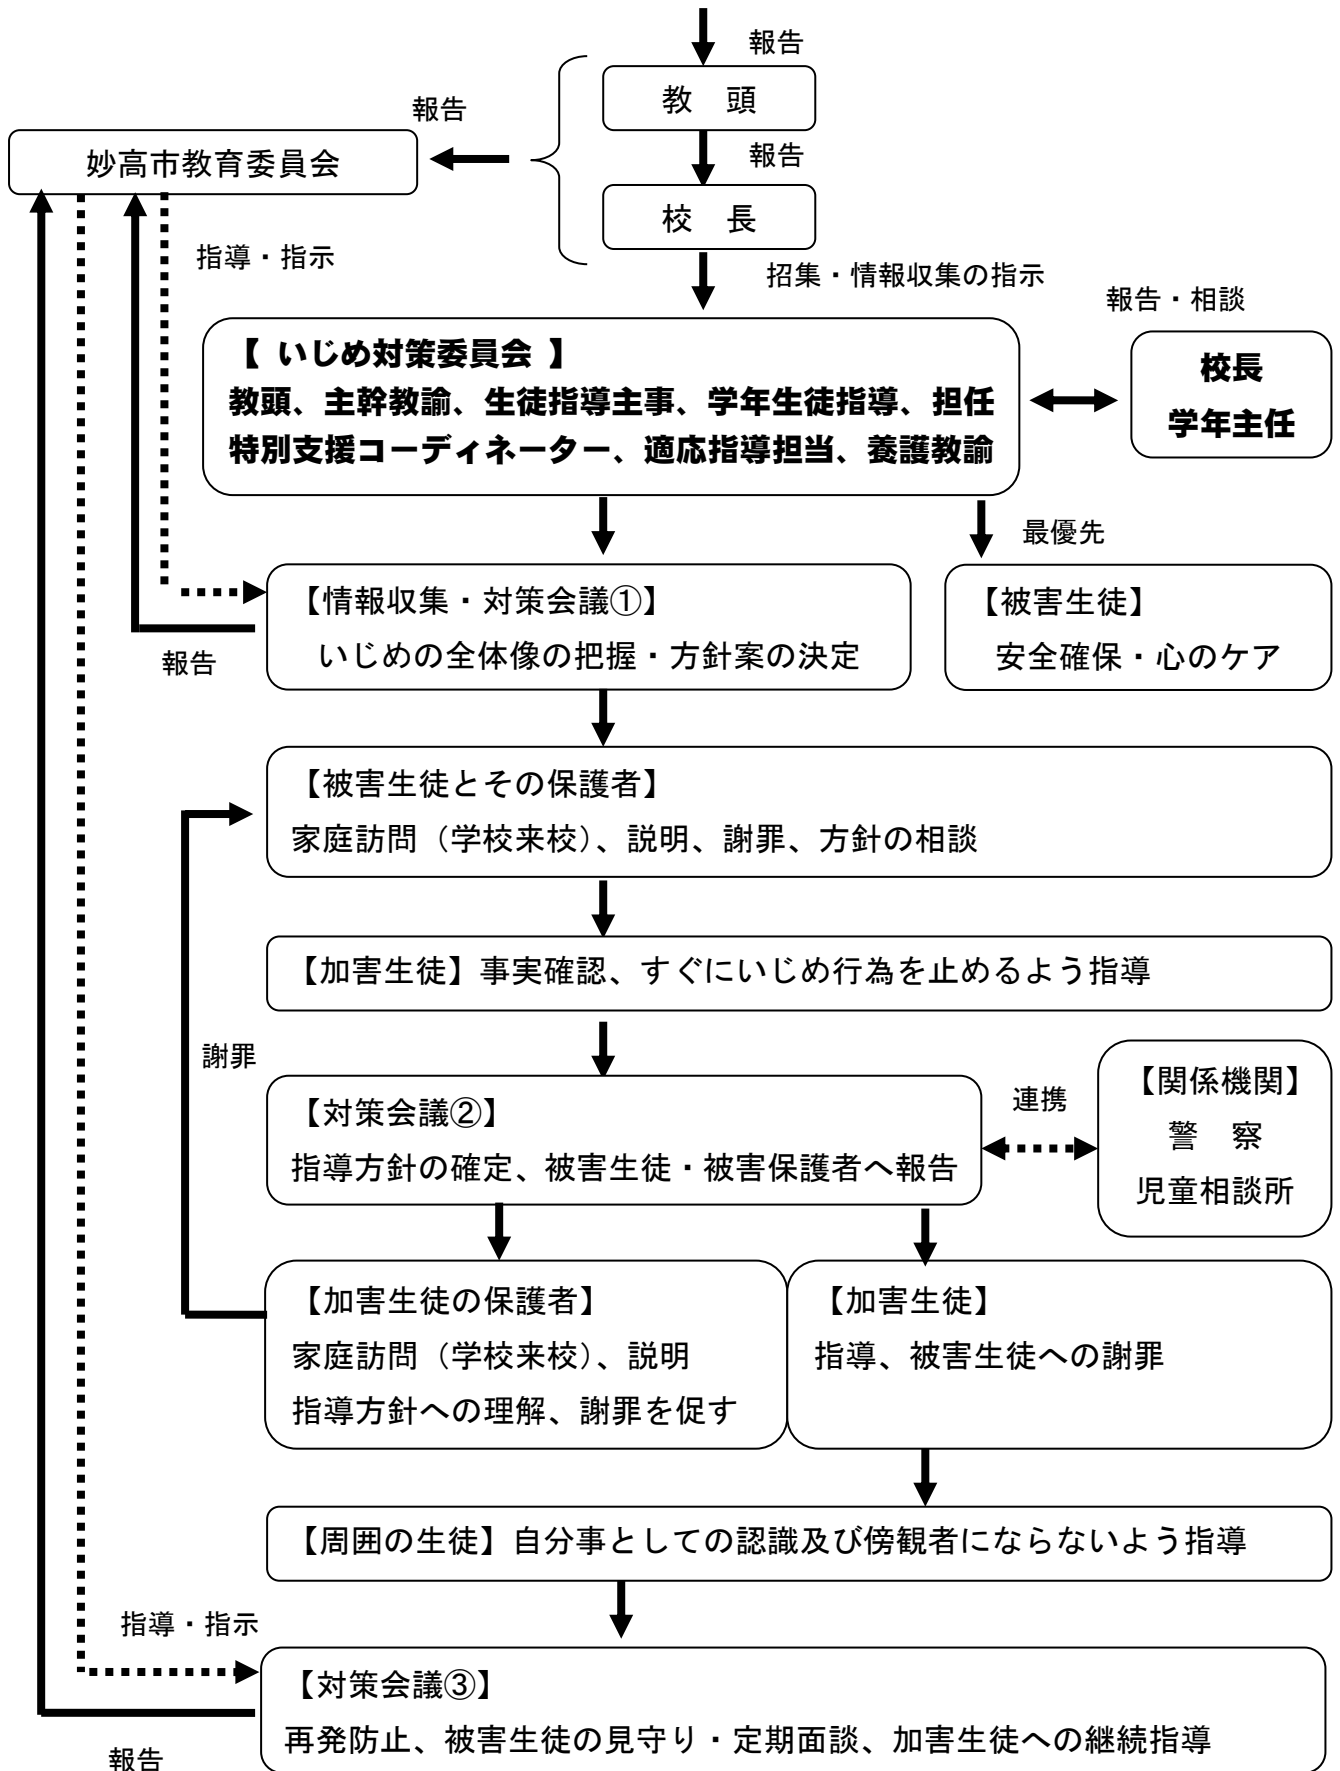 報告
教　頭
報告
報告
妙高市教育委員会
校　長
指導・指示
招集・情報収集の指示
報告・相談
【 いじめ対策委員会 】
教頭、主幹教諭、生徒指導主事、学年生徒指導、担任
特別支援コーディネーター、適応指導担当、養護教諭
校長
学年主任
最優先
【情報収集・対策会議①】
いじめの全体像の把握・方針案の決定
【被害生徒】
安全確保・心のケア
報告
【被害生徒とその保護者】
家庭訪問（学校来校）、説明、謝罪、方針の相談
【加害生徒】事実確認、すぐにいじめ行為を止めるよう指導
謝罪
【対策会議②】
指導方針の確定、被害生徒・被害保護者へ報告
連携
【関係機関】
警　察
児童相談所
【加害生徒の保護者】
家庭訪問（学校来校）、説明
指導方針への理解、謝罪を促す
【加害生徒】
指導、被害生徒への謝罪
【周囲の生徒】自分事としての認識及び傍観者にならないよう指導
指導・指示
【対策会議③】
再発防止、被害生徒の見守り・定期面談、加害生徒への継続指導
報告